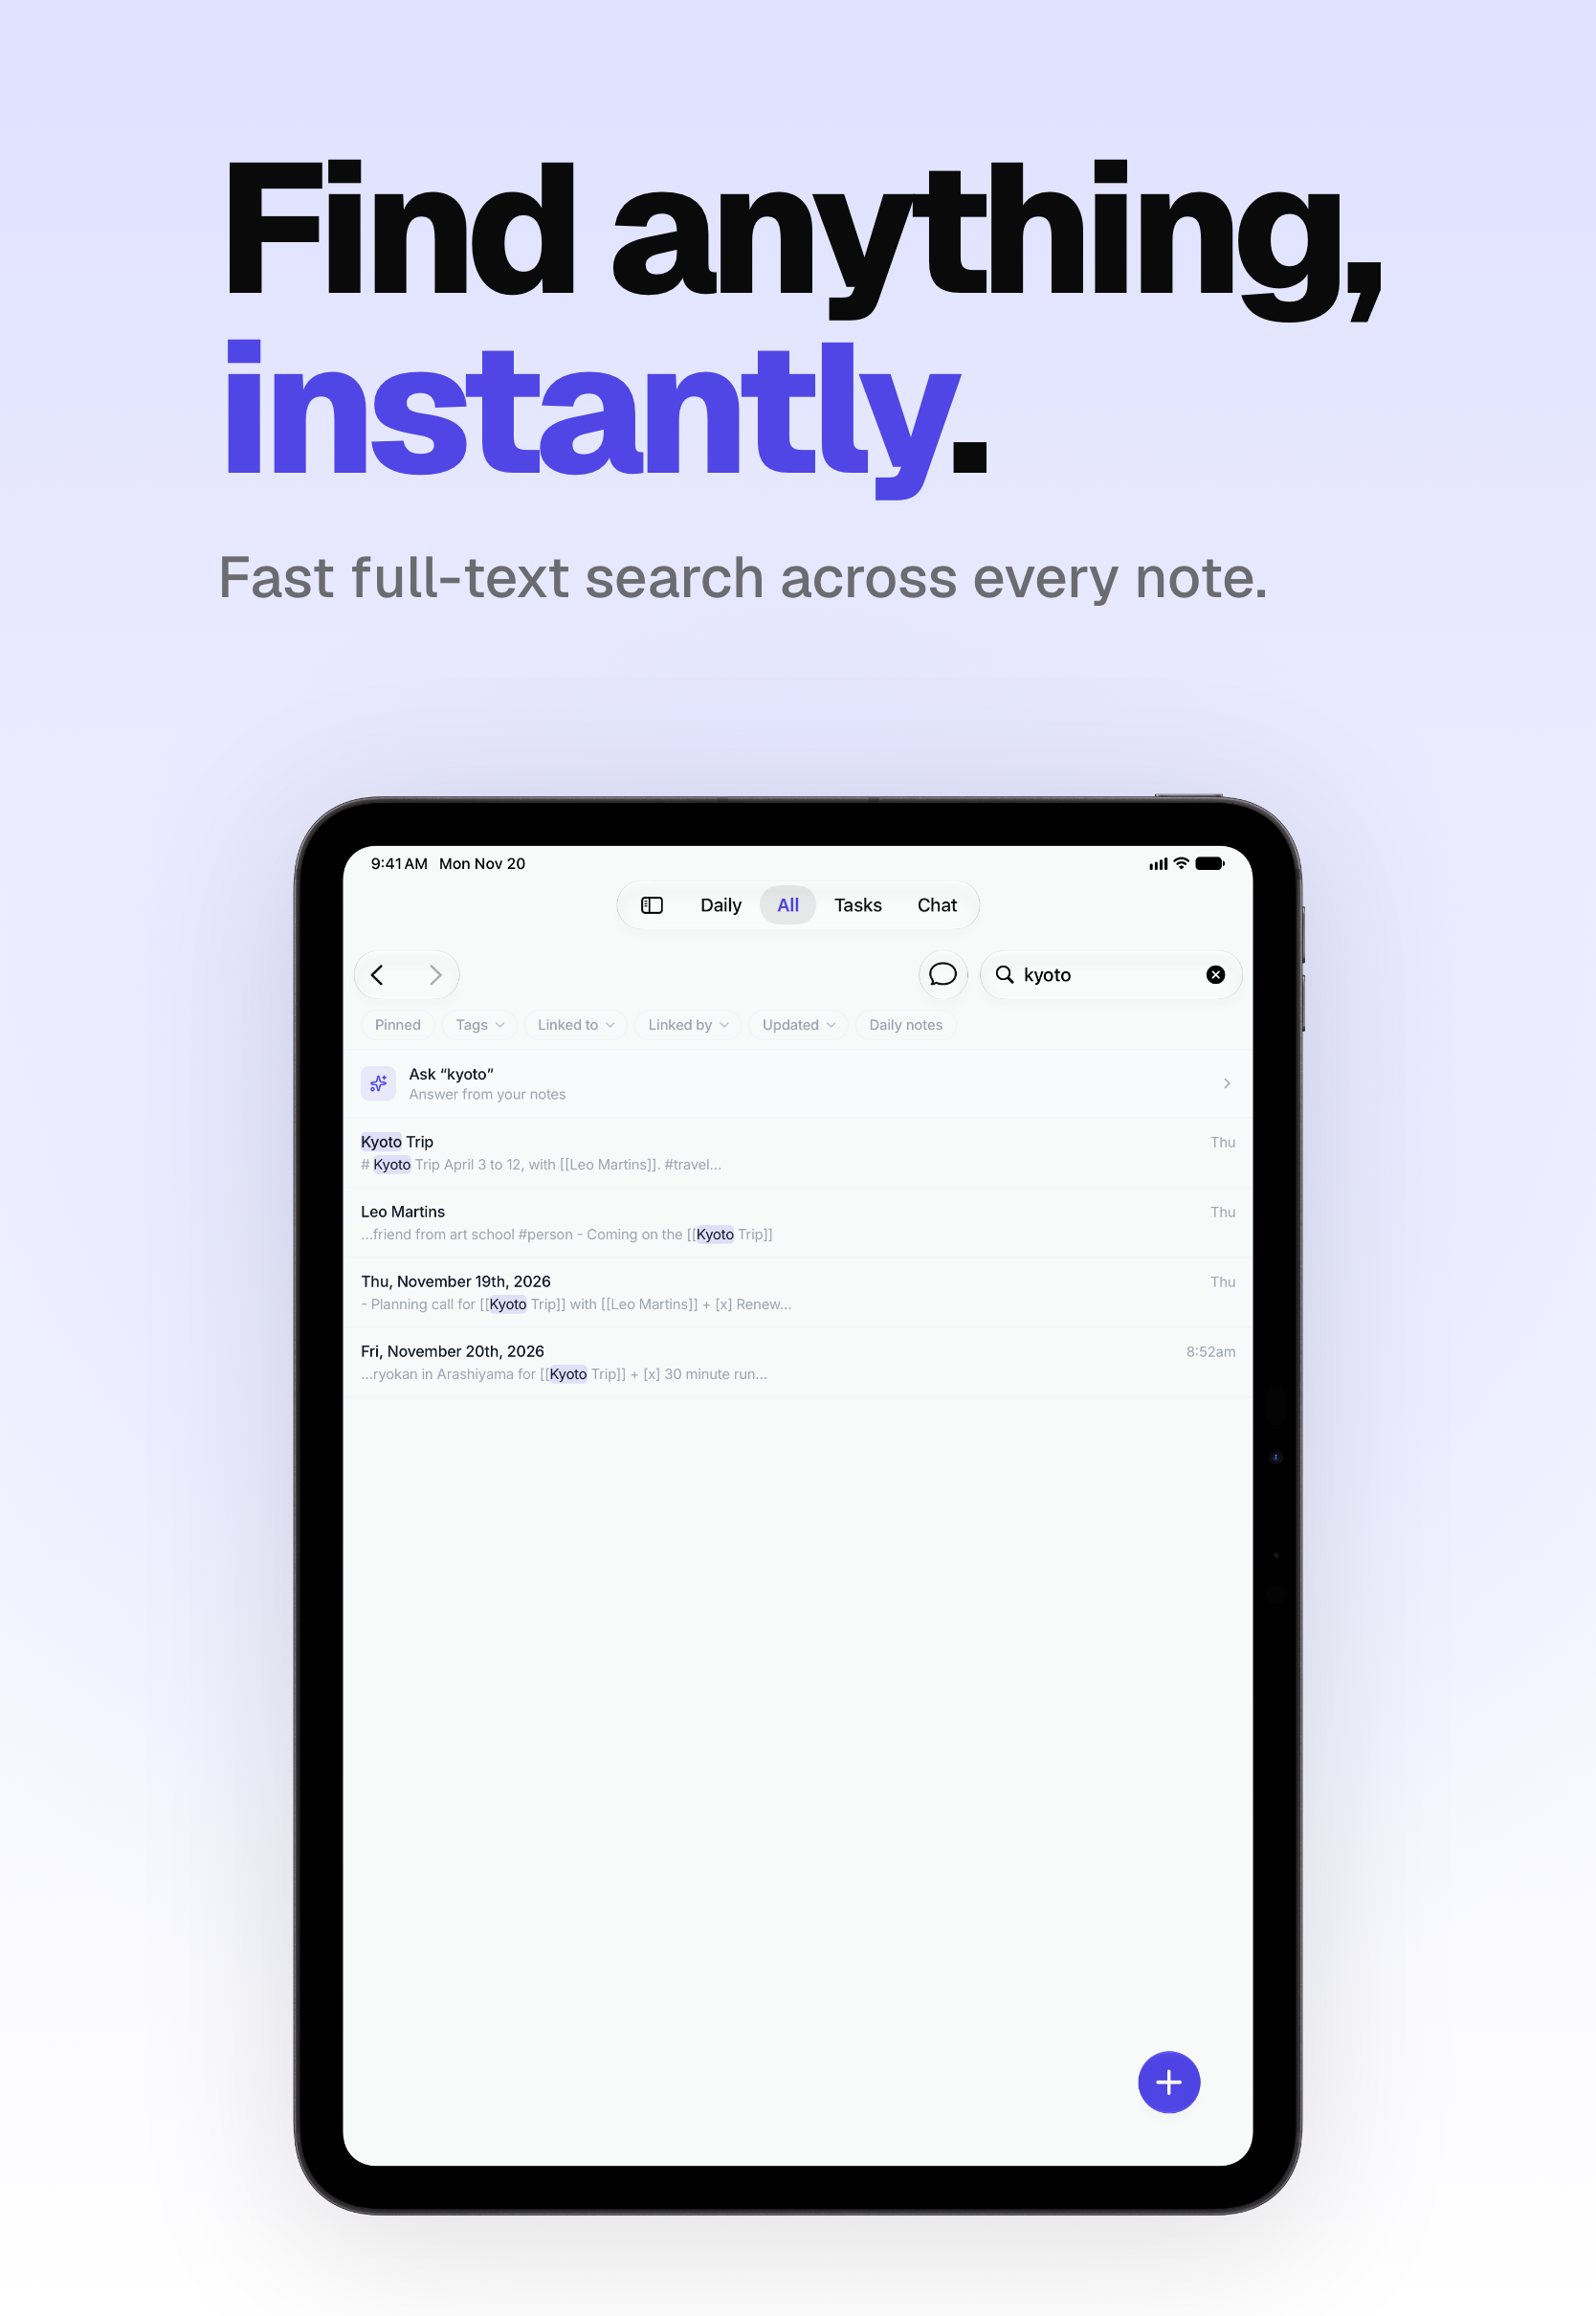 Find anything,
instantly.
Fast full-text search across every note.
9:41 AM Mon Nov 20
Daily All Tasks Chat
kyoto
Pinned Tags Linked to Linked by Updated Daily notes
Ask “kyoto”
Answer from your notes
Kyoto Trip Thu
# Kyoto Trip April 3 to 12, with [[Leo Martins]]. #travel...
Leo Martins Thu
...friend from art school #person - Coming on the [[Kyoto Trip]]
Thu, November 19th, 2026 Thu
- Planning call for [[Kyoto Trip]] with [[Leo Martins]] + [x] Renew...
Fri, November 20th, 2026 8:52am
...ryokan in Arashiyama for [[Kyoto Trip]] + [x] 30 minute run...